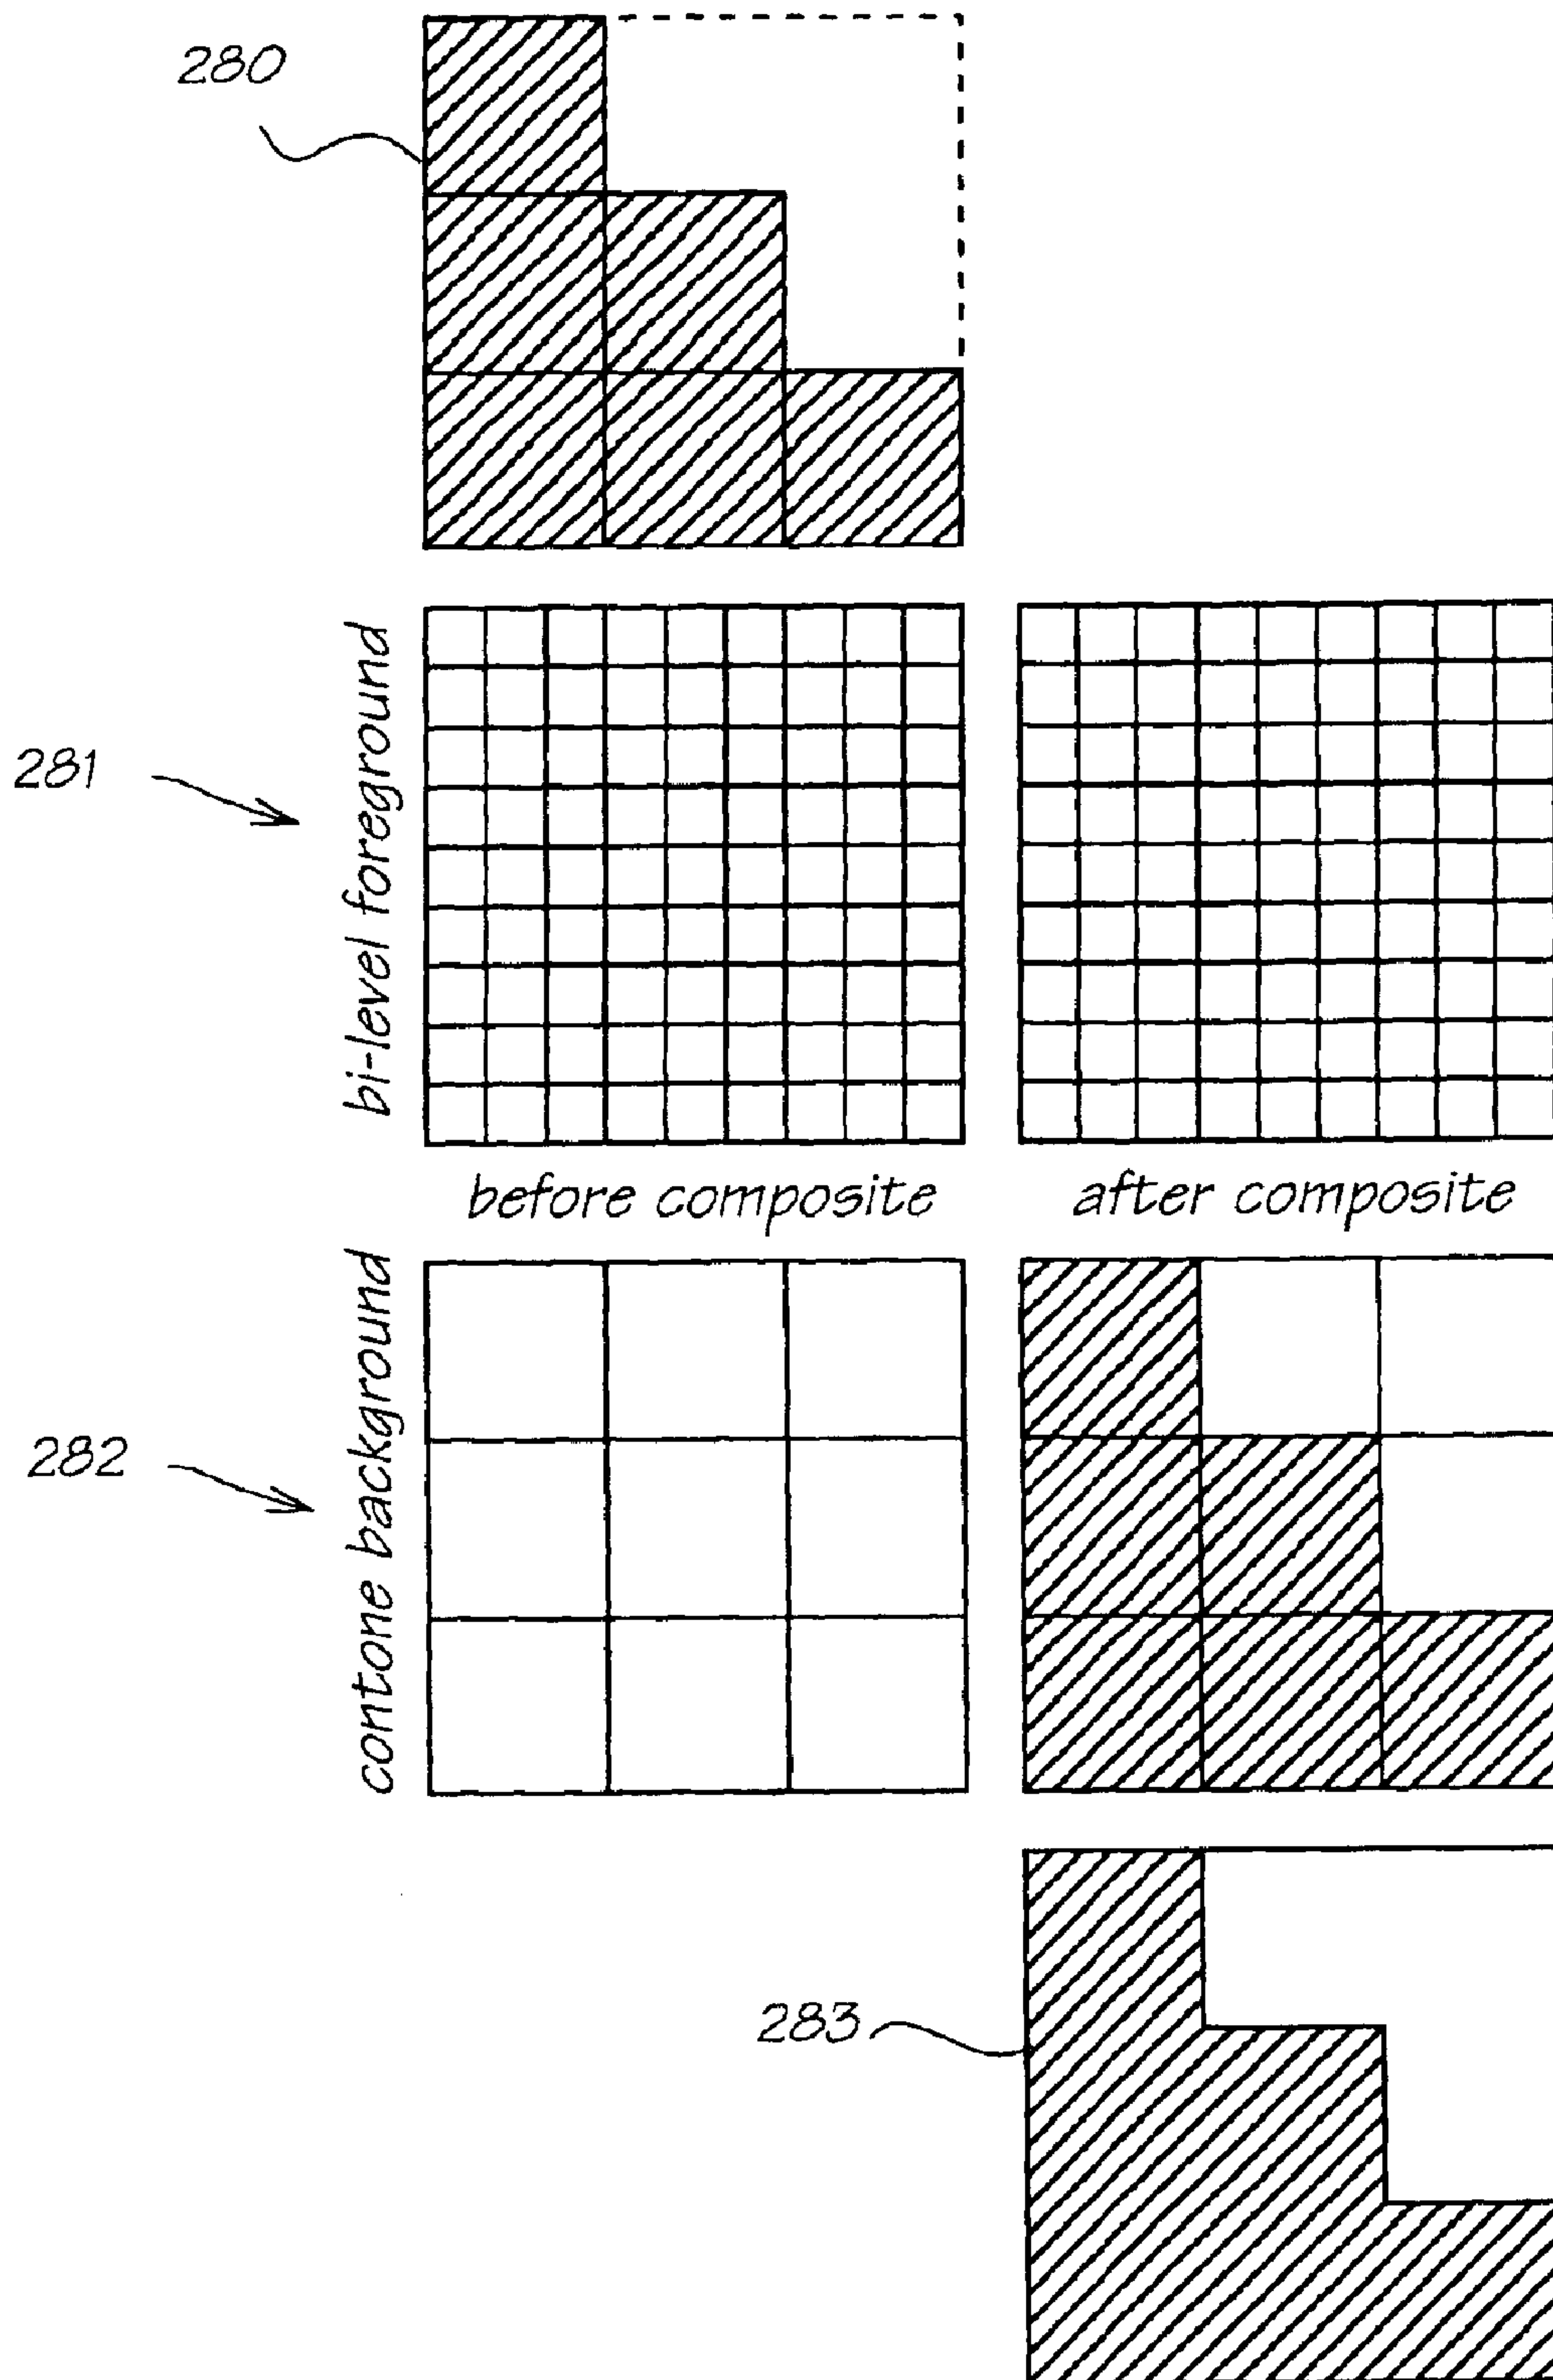 280
281
bi-level foreground
before composite
after composite
282
contone background
283